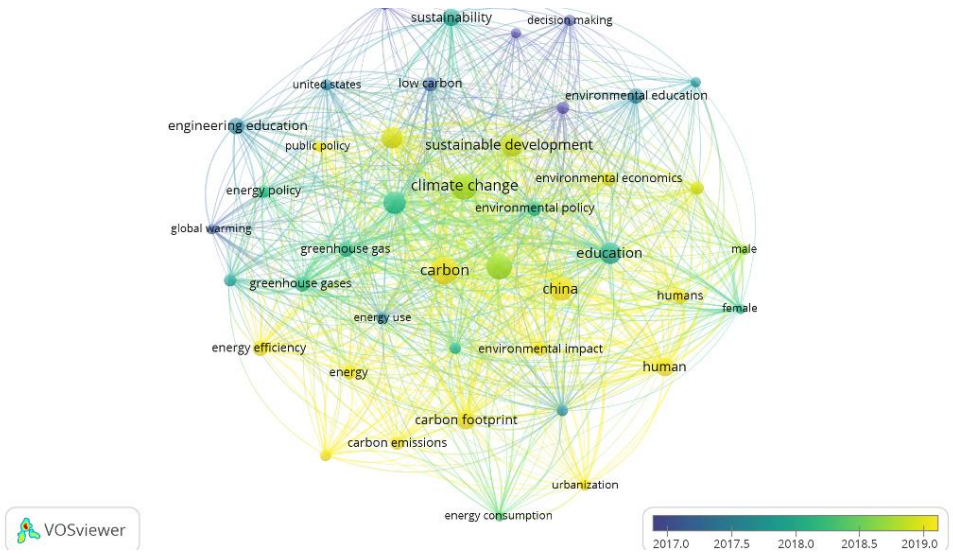 sustainability
decision making
united states
low carbon
environmental education
engineering education
public policy
sustainable development
climate change
environmental economics
energy policy
environmental policy
global warming
greenhouse gas
education
male
carbon
greenhouse gases
china
humans
female
energy use
energy efficiency
environmental impact
energy
human
carbon footprint
carbon emissions
urbanization
energy consumption
VOSviewer
2017.0 2017.5 2018.0 2018.5 2019.0